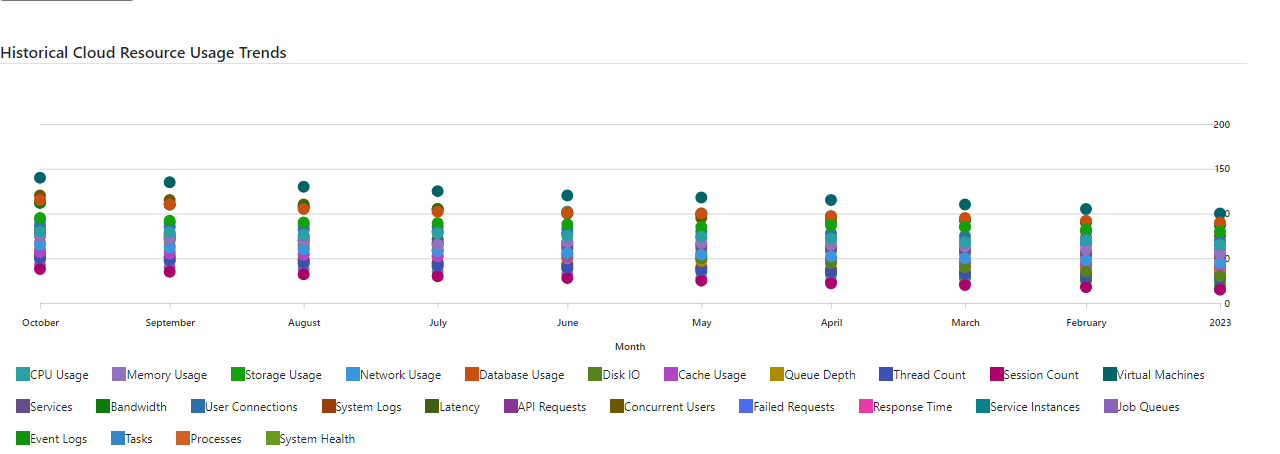 Historical Cloud Resource Usage Trends
200
150
0
0
0
October September August July June May April March February 2023
Month
CPU Usage Memory Usage Storage Usage Network Usage Database Usage Disk IO Cache Usage Queue Depth Thread Count Session Count Virtual Machines
Services Bandwidth User Connections System Logs Latency API Requests Concurrent Users Failed Requests Response Time Service Instances Job Queues
Event Logs Tasks Processes System Health